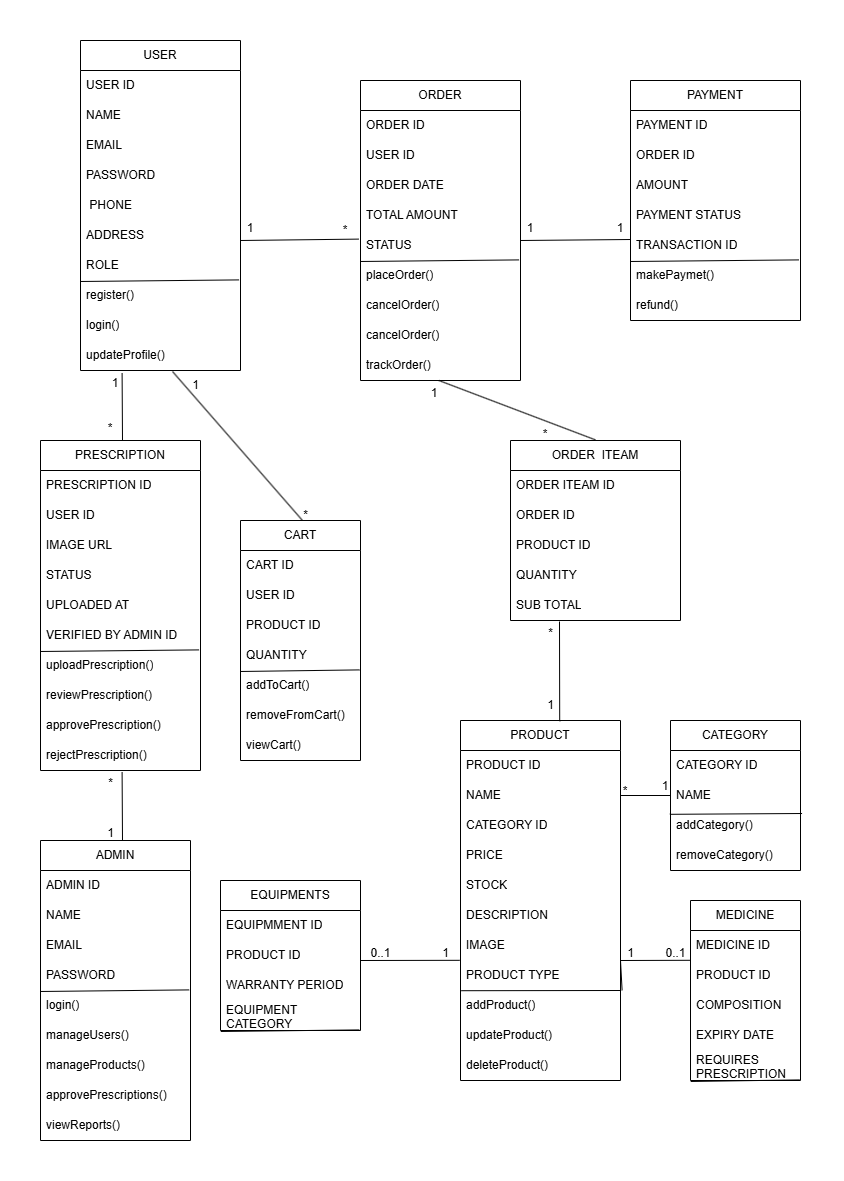 USER
USER ID
NAME
EMAIL
PASSWORD
PHONE
ADDRESS
ROLE
register()
login()
updateProfile()
1
*
ORDER
ORDER ID
USER ID
ORDER DATE
TOTAL AMOUNT
STATUS
placeOrder()
cancelOrder()
cancelOrder()
trackOrder()
1
1
PAYMENT
PAYMENT ID
ORDER ID
AMOUNT
PAYMENT STATUS
TRANSACTION ID
makePaymet()
refund()
1
*
1
*
1
*
PRESCRIPTION
PRESCRIPTION ID
USER ID
IMAGE URL
STATUS
UPLOADED AT
VERIFIED BY ADMIN ID
uploadPrescription()
reviewPrescription()
approvePrescription()
rejectPrescription()
CART
CART ID
USER ID
PRODUCT ID
QUANTITY
addToCart()
removeFromCart()
viewCart()
ORDER ITEAM
ORDER ITEAM ID
ORDER ID
PRODUCT ID
QUANTITY
SUB TOTAL
*
1
*
1
PRODUCT
PRODUCT ID
NAME
CATEGORY ID
PRICE
STOCK
DESCRIPTION
IMAGE
PRODUCT TYPE
addProduct()
updateProduct()
deleteProduct()
*
1
CATEGORY
CATEGORY ID
NAME
addCategory()
removeCategory()
ADMIN
ADMIN ID
NAME
EMAIL
PASSWORD
login()
manageUsers()
manageProducts()
approvePrescriptions()
viewReports()
EQUIPMENTS
EQUIPMMENT ID
PRODUCT ID
WARRANTY PERIOD
EQUIPMENT
CATEGORY
0..1
1
1
0..1
MEDICINE
MEDICINE ID
PRODUCT ID
COMPOSITION
EXPIRY DATE
REQUIRES
PRESCRIPTION